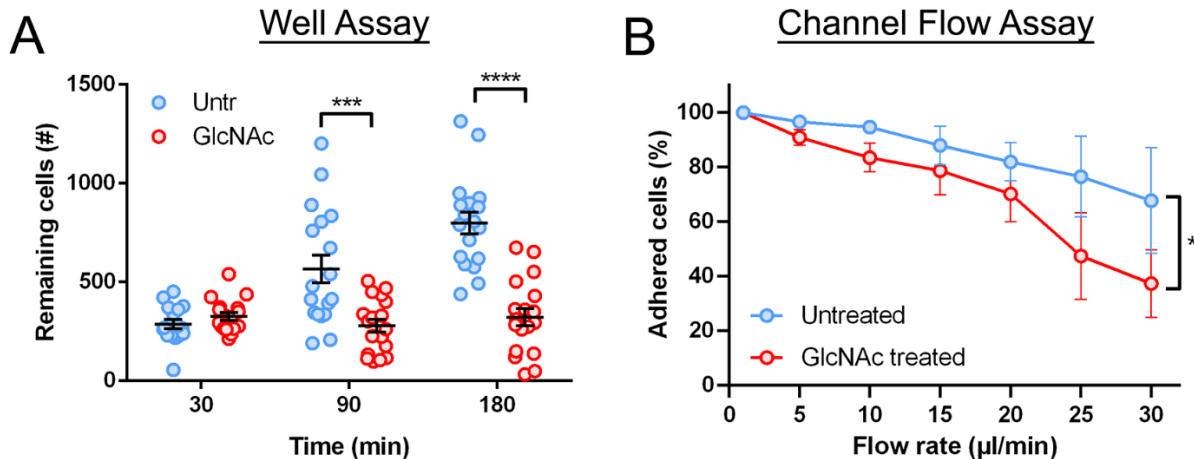 A
Well Assay
Untr
GlcNAc
***
****
Remaining cells (#)
1500
1000
500
0
30
90
180
Time (min)
B
Channel Flow Assay
Adhered cells (%)
100
80
60
40
20
0
*
Untreated
GlcNAc treated
0
5
10
15
20
25
30
Flow rate (µl/min)